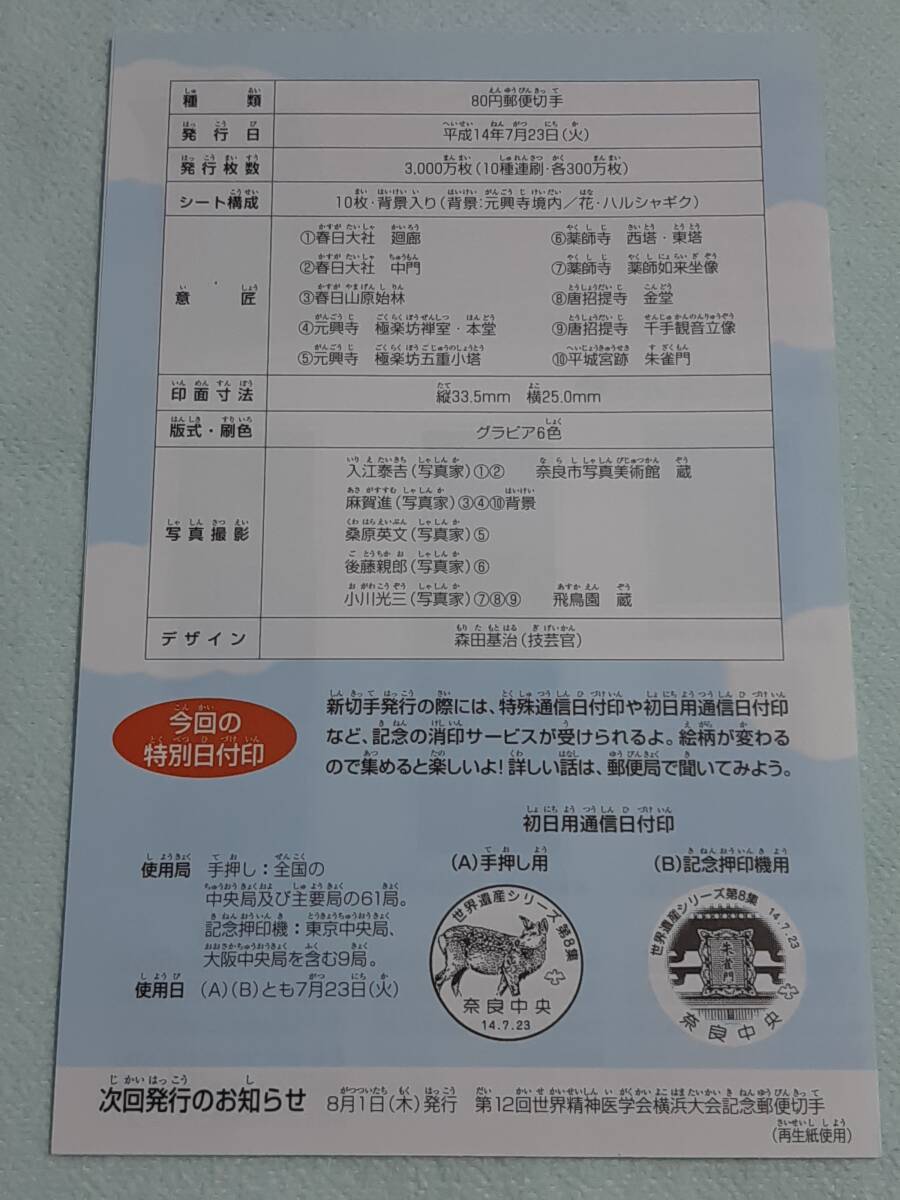 種類 80円郵便切手
発行日 平成14年7月23日(火)
発行枚数 3,000万枚(10種連刷・各300万枚)
シート構成 10枚・背景入り(背景:元興寺境内/花・ハルシャギク)
意匠
①春日大社 廻廊
②春日大社 中門
③春日山原始林
④元興寺 極楽坊禅室・本堂
⑤元興寺 極楽坊五重小塔
⑥薬師寺 西塔・東塔
⑦薬師寺 薬師如来坐像
⑧唐招提寺 金堂
⑨唐招提寺 千手観音立像
⑩平城宮跡 朱雀門
印面寸法 縦33.5mm 横25.0mm
版式・刷色 グラビア6色
写真撮影
入江泰吉(写真家)①② 奈良市写真美術館 蔵
麻賀進(写真家)③④⑩背景
桑原英文(写真家)⑤
後藤親郎(写真家)⑥
小川光三(写真家)⑦⑧⑨ 飛鳥園 蔵
デザイン 森田基治(技芸官)
今回の
特別日付印
新切手発行の際には、特殊通信日付印や初日用通信日付印
など、記念の消印サービスが受けられるよ。絵柄が変わる
ので集めると楽しいよ!詳しい話は、郵便局で聞いてみよう。
初日用通信日付印
使用局 手押し:全国の
中央局及び主要局の61局。
記念押印機:東京中央局、
大阪中央局を含む9局。
使用日 (A)(B)とも7月23日(火)
(A)手押し用
世界遺産シリーズ第8集
奈良中央
14.7.23
(B)記念押印機用
世界遺産シリーズ第8集
14.7.23
朱雀門
奈良中央
次回発行のお知らせ 8月1日(木)発行 第12回世界精神医学会横浜大会記念郵便切手
(再生紙使用)